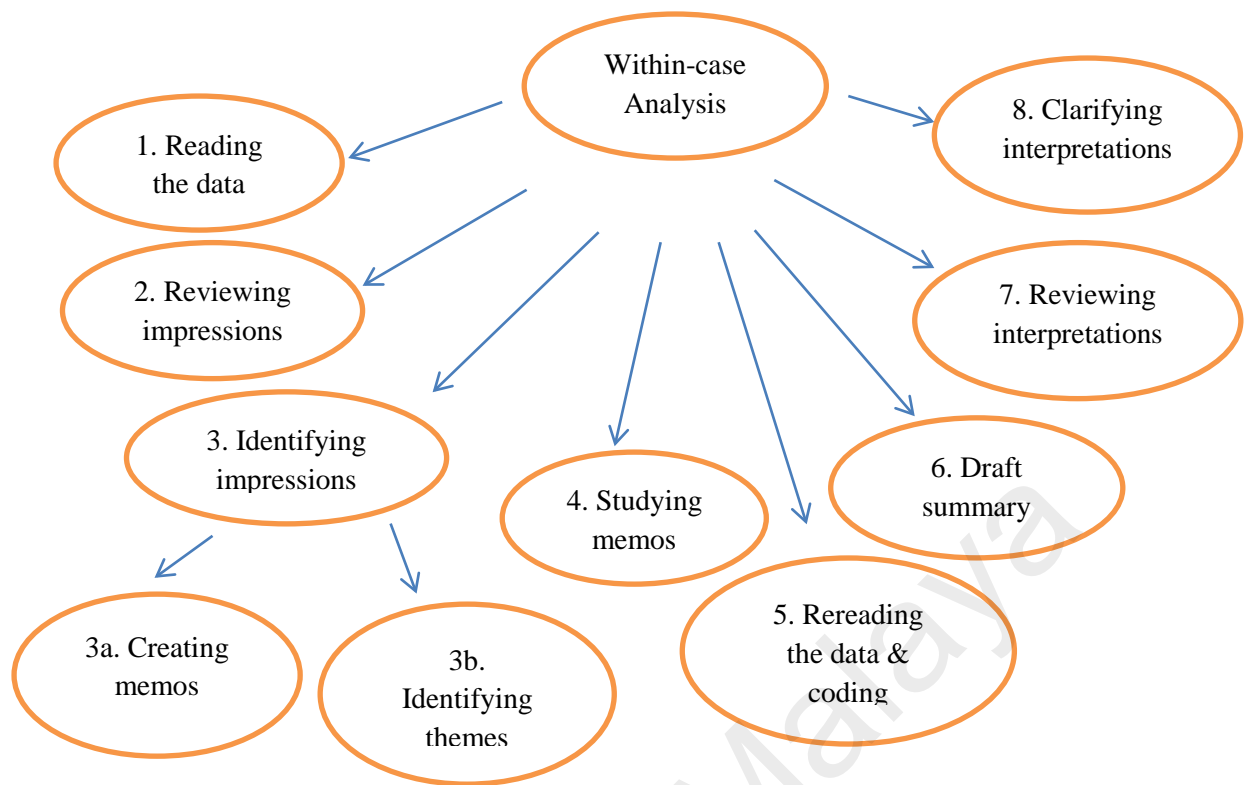 Within-case
Analysis
1. Reading
the data
2. Reviewing
impressions
3. Identifying
impressions
3a. Creating
memos
3b.
Identifying
themes
4. Studying
memos
5. Rereading
the data &
coding
6. Draft
summary
7. Reviewing
interpretations
8. Clarifying
interpretations
Malaya